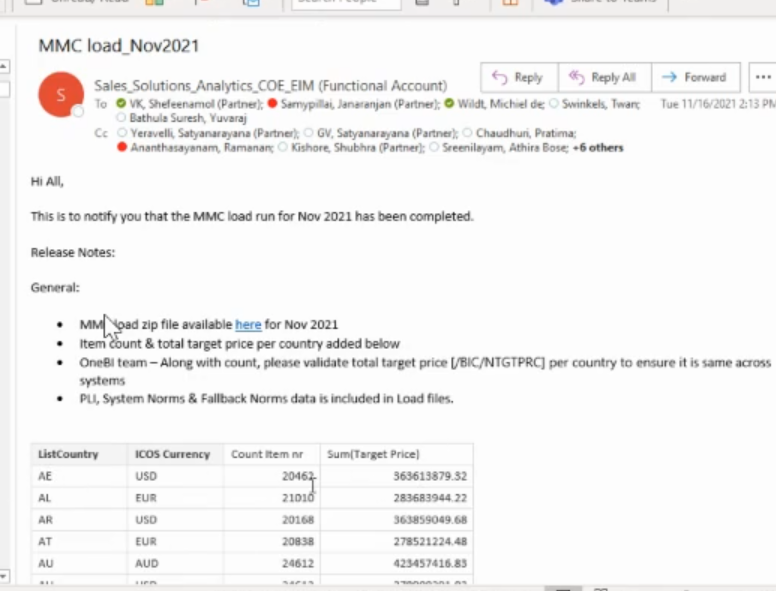 MMC load_Nov2021
S
Sales_Solutions_Analytics_COE_EIM (Functional Account)
Reply Reply All Forward ...
To VK, Shefeenamol (Partner); Samypillai, Janaranjan (Partner); Wildt, Michiel de; Swinkels, Twan; Tue 11/16/2021 2:13 PM
Bathula Suresh, Yuvaraj
Cc Yeravelli, Satyanarayana (Partner); GV, Satyanarayana (Partner); Chaudhuri, Pratima;
Ananthasayanam, Ramanan; Kishore, Shubhra (Partner); Sreenilayam, Athira Bose; +6 others
Hi All,
This is to notify you that the MMC load run for Nov 2021 has been completed.
Release Notes:
General:
• MMC load zip file available here for Nov 2021
• Item count & total target price per country added below
• OneBI team – Along with count, please validate total target price [/BIC/NTGTPRC] per country to ensure it is same across
systems
• PLI, System Norms & Fallback Norms data is included in Load files.
ListCountry ICOS Currency Count Item nr Sum(Target Price)
AE USD 20462 363613879.32
AL EUR 21010 283683944.22
AR USD 20168 363859049.68
AT EUR 20838 278521224.48
AU AUD 24612 423457416.83